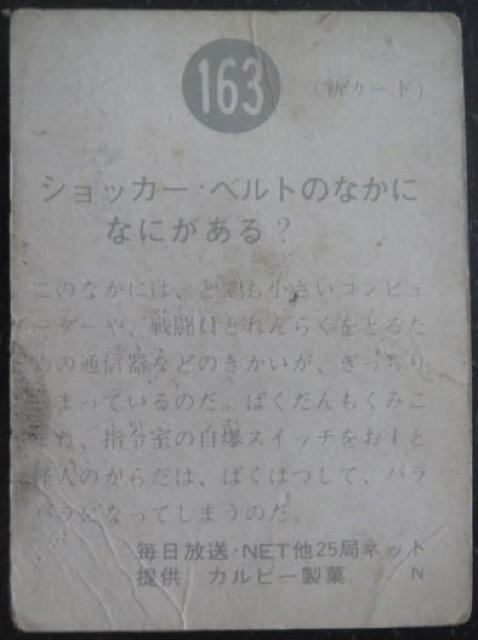 163
(新カード)
ショッカー・ベルトのなかに
なにがある?
このなかには、とても小さいコンピュ
ーダーや、戦闘員とれんらくをとるた
めの通信器などのきかいが、ぎっちり
つまっているのだ。ばくだんもくみこ
まれ、指令室の自爆スイッチをおすと
怪人のからだは、ばくはつして、バラ
バラになってしまうのだ。
毎日放送・NET他25局ネット
提供 カルビー製菓 N